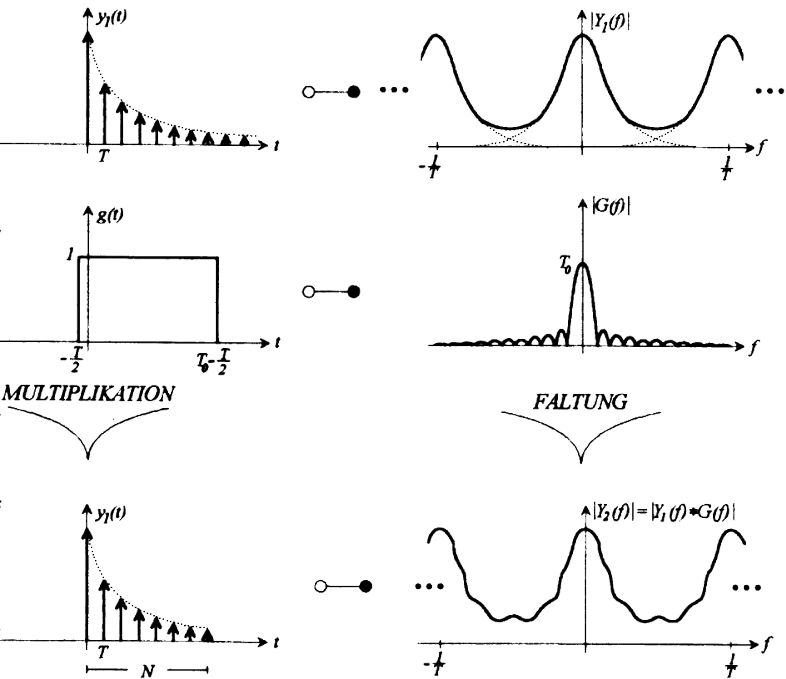 y₁(t)
|Y₁(f)|
t
T
f
-1/T
1/T
g(t)
|G(f)|
1
T₀
t
-T/2
T₀-T/2
f
MULTIPLIKATION
FALTUNG
y₁(t)
|Y₂(f)|=|Y₁(f)*G(f)|
t
T
N
f
-1/T
1/T